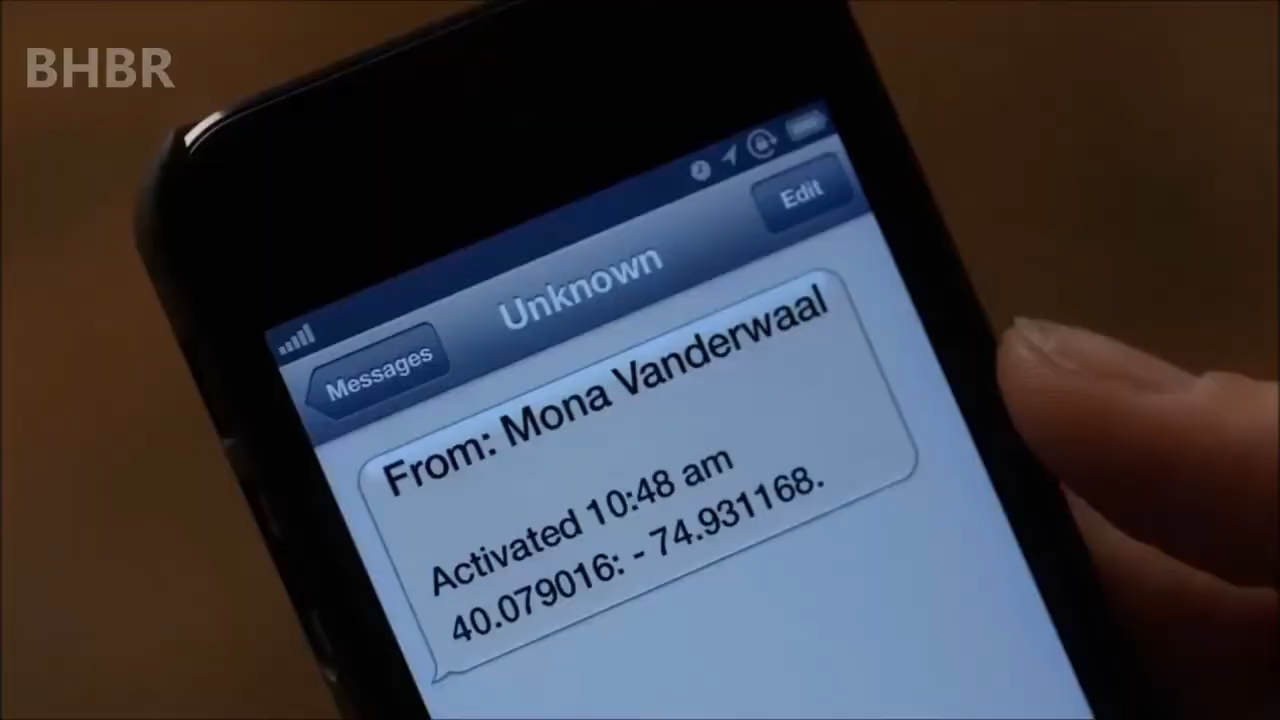 BHBR
Edit
Unknown
Messages
From: Mona Vanderwaal
Activated 10:48 am
40.079016: - 74.931168.